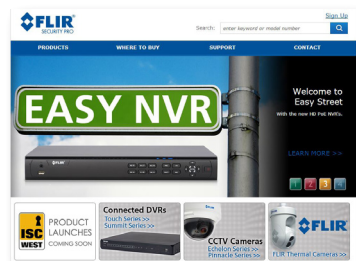 Sign Up
FLIR
SECURITY PRO
Search: enter keyword or model number
PRODUCTS WHERE TO BUY SUPPORT CONTACT
EASY NVR
Welcome to
Easy Street
With the new HD PoE NVR's.
LEARN MORE >>
FLIR
1 2 3 4
ISC
WEST
PRODUCT
LAUNCHES
COMING SOON
Connected DVRs
Touch Series >>
Summit Series >>
CCTV Cameras
Echelon Series >>
Pinnacle Series >>
FLIR
FLIR Thermal Cameras >>